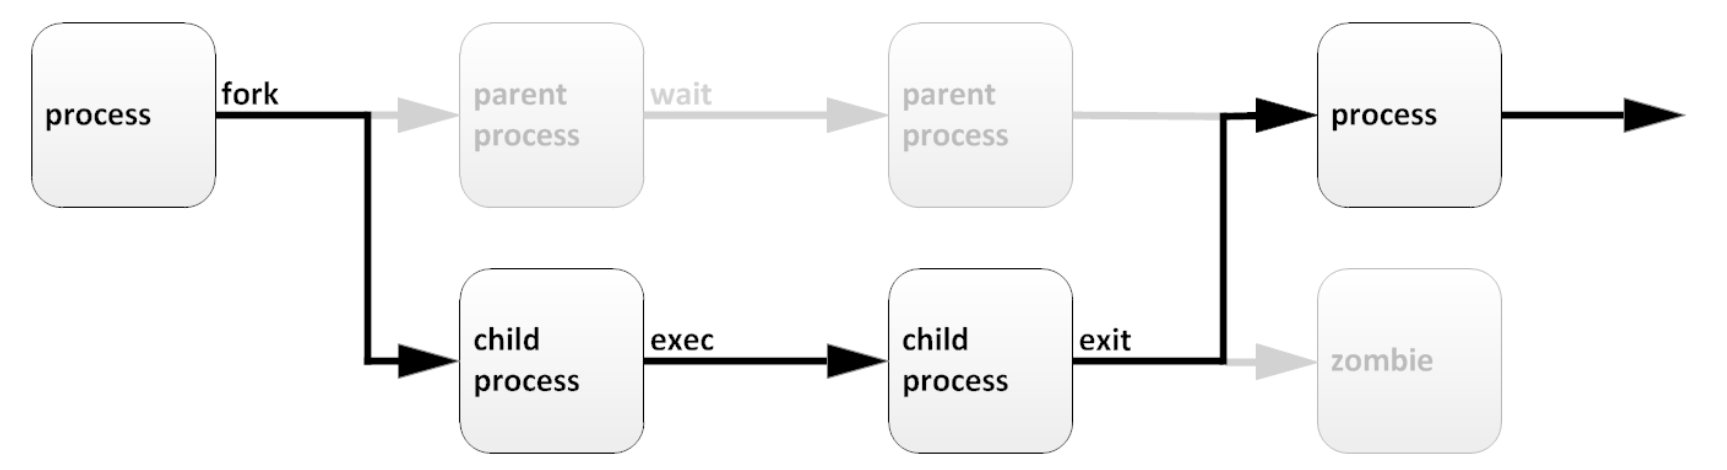 process
fork
parent
process
wait
parent
process
process
child
process
exec
child
process
exit
zombie